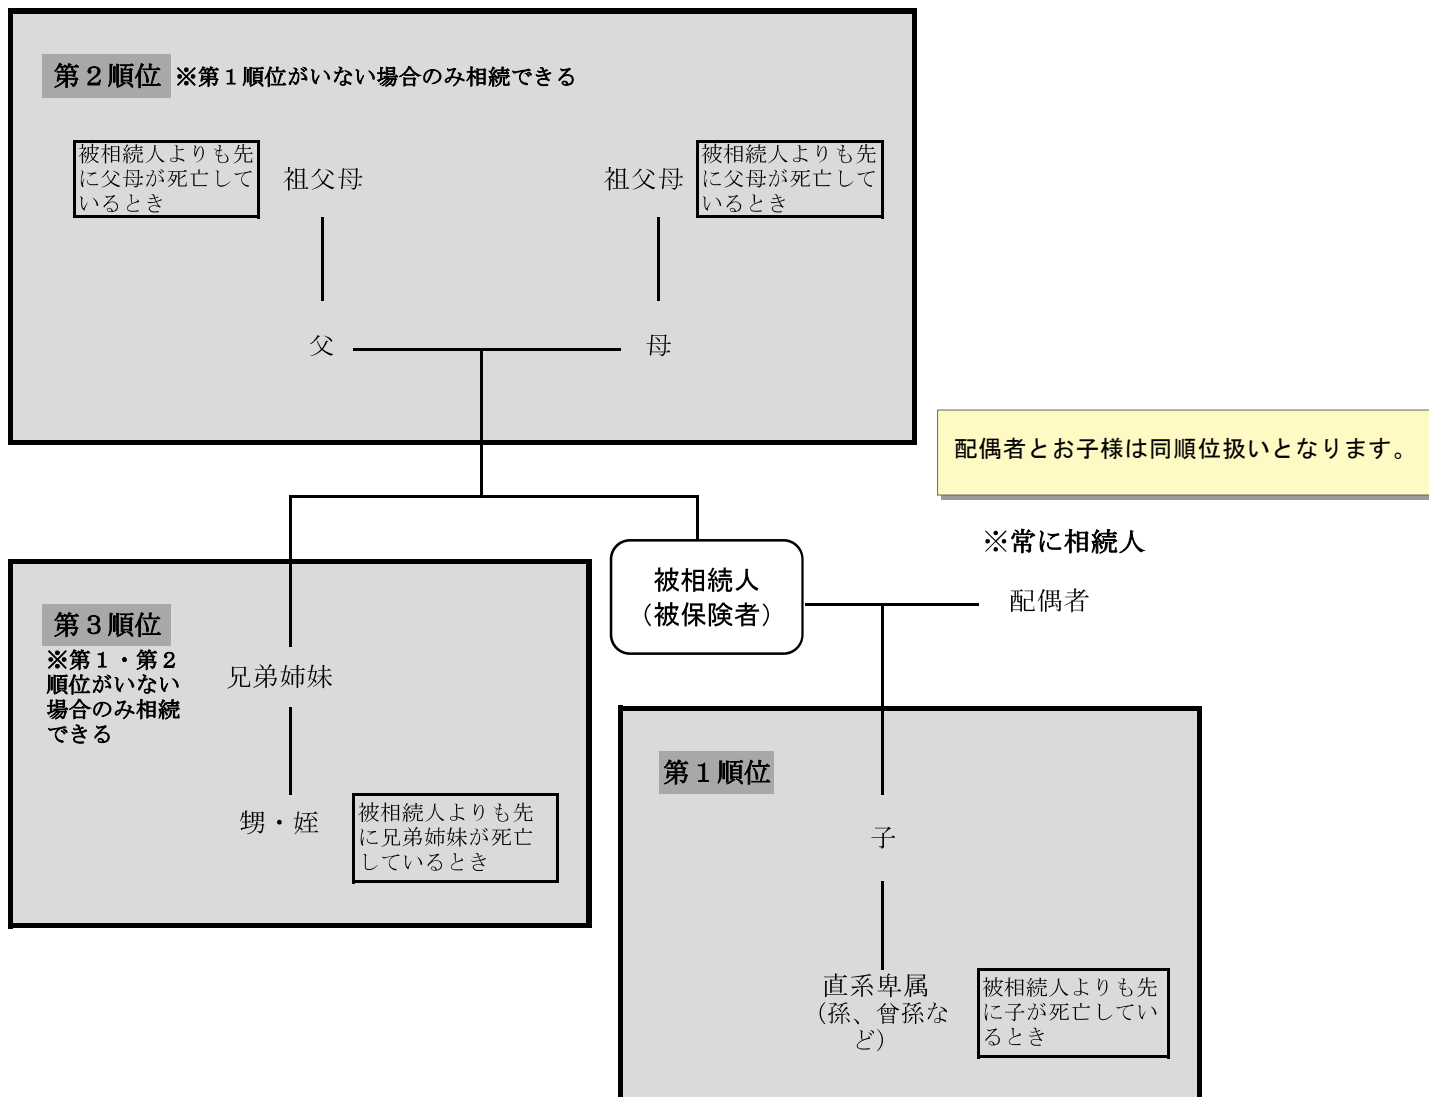 第２順位 ※第１順位がいない場合のみ相続できる
被相続人よりも先
に父母が死亡して
いるとき
祖父母
祖父母
被相続人よりも先
に父母が死亡して
いるとき
父
母
配偶者とお子様は同順位扱いとなります。
※常に相続人
被相続人
（被保険者）
配偶者
第３順位
※第１・第２
順位がいない
場合のみ相続
できる
兄弟姉妹
甥・姪
被相続人よりも先
に兄弟姉妹が死亡
しているとき
第１順位
子
直系卑属
（孫、曾孫な
ど）
被相続人よりも先
に子が死亡してい
るとき